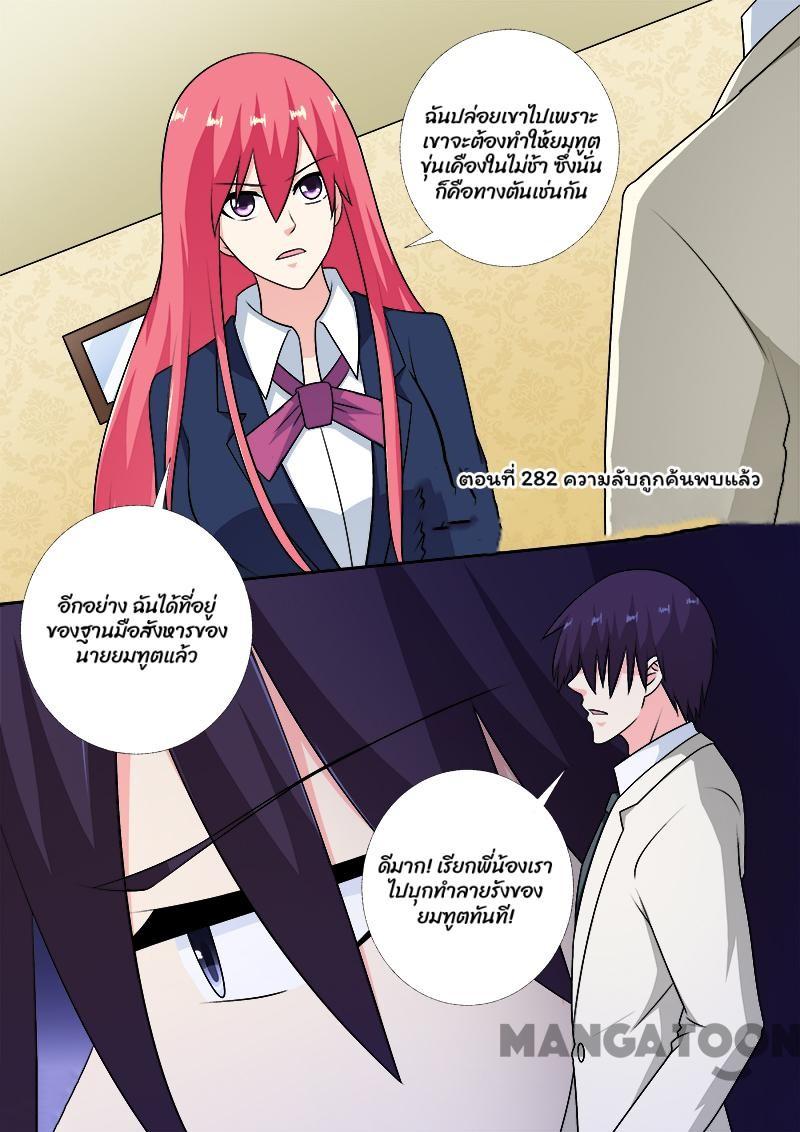 ฉันปล่อยเขาไปเพราะ
เขาจะต้องทำให้ยมทูต
ขุ่นเคืองในไม่ช้า ซึ่งนั่น
ก็คือทางตันเช่นกัน
ตอนที่ 282 ความลับถูกค้นพบแล้ว
อีกอย่าง ฉันได้ที่อยู่
ของฐานมือสังหารของ
นายยมทูตแล้ว
ดีมาก! เรียกพี่น้องเรา
ไปบุกทำลายรังของ
ยมทูตทันที!
MANGATOON